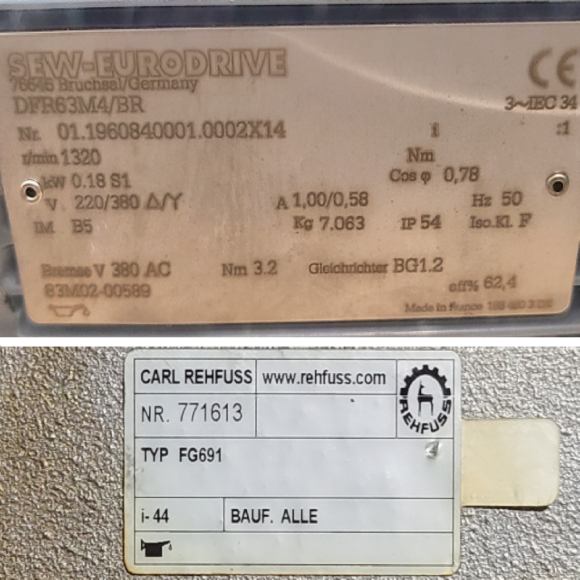 SEW-EURODRIVE
76646 Bruchsal/Germany
CE
DFR63M4/BR
3~IEC 34
Nr. 01.1960840001.0002X14
i :1
r/min 1320
Nm
kW 0.18 S1
Cos φ 0,78
V 220/380 Δ/Y A 1,00/0,58 Hz 50
IM B5 Kg 7.063 IP 54 Iso.Kl. F
Bremse V 380 AC Nm 3.2 Gleichrichter BG1.2
83M02-00589 eff% 62,4
Made in France
CARL REHFUSS www.rehfuss.com
REHFUSS
NR. 771613
TYP FG691
i- 44 BAUF. ALLE